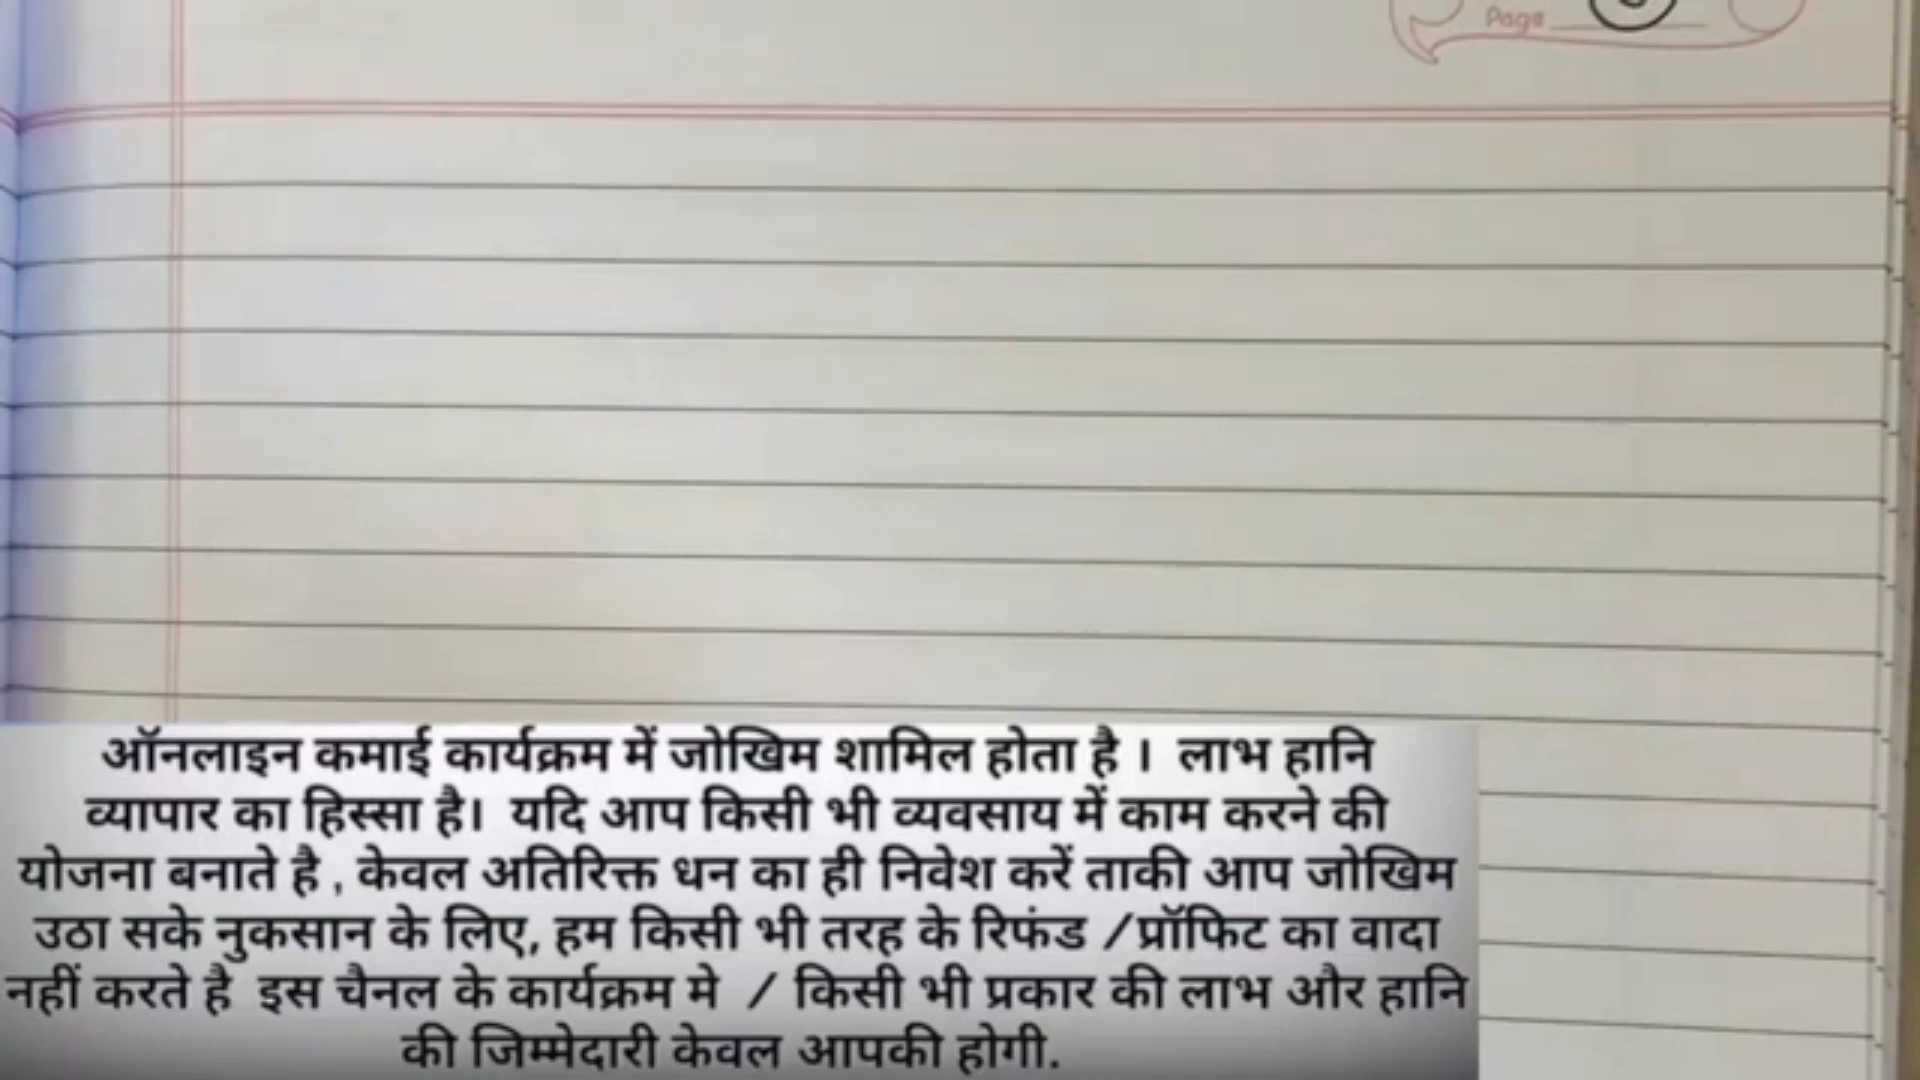 Page
ऑनलाइन कमाई कार्यक्रम में जोखिम शामिल होता है । लाभ हानि
व्यापार का हिस्सा है। यदि आप किसी भी व्यवसाय में काम करने की
योजना बनाते है , केवल अतिरिक्त धन का ही निवेश करें ताकी आप जोखिम
उठा सके नुकसान के लिए, हम किसी भी तरह के रिफंड /प्रॉफिट का वादा
नहीं करते है इस चैनल के कार्यक्रम मे / किसी भी प्रकार की लाभ और हानि
की जिम्मेदारी केवल आपकी होगी.